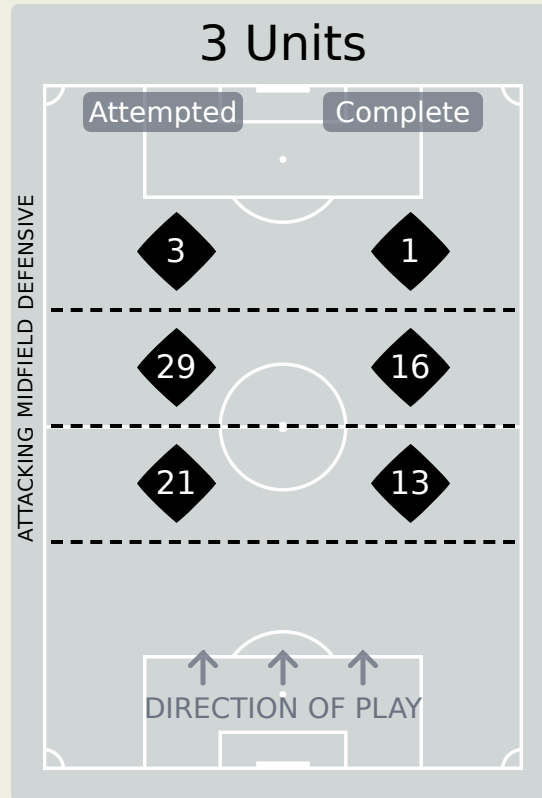 3 Units
Attempted
Complete
3
1
29
16
21
13
ATTACKING MIDFIELD DEFENSIVE
DIRECTION OF PLAY